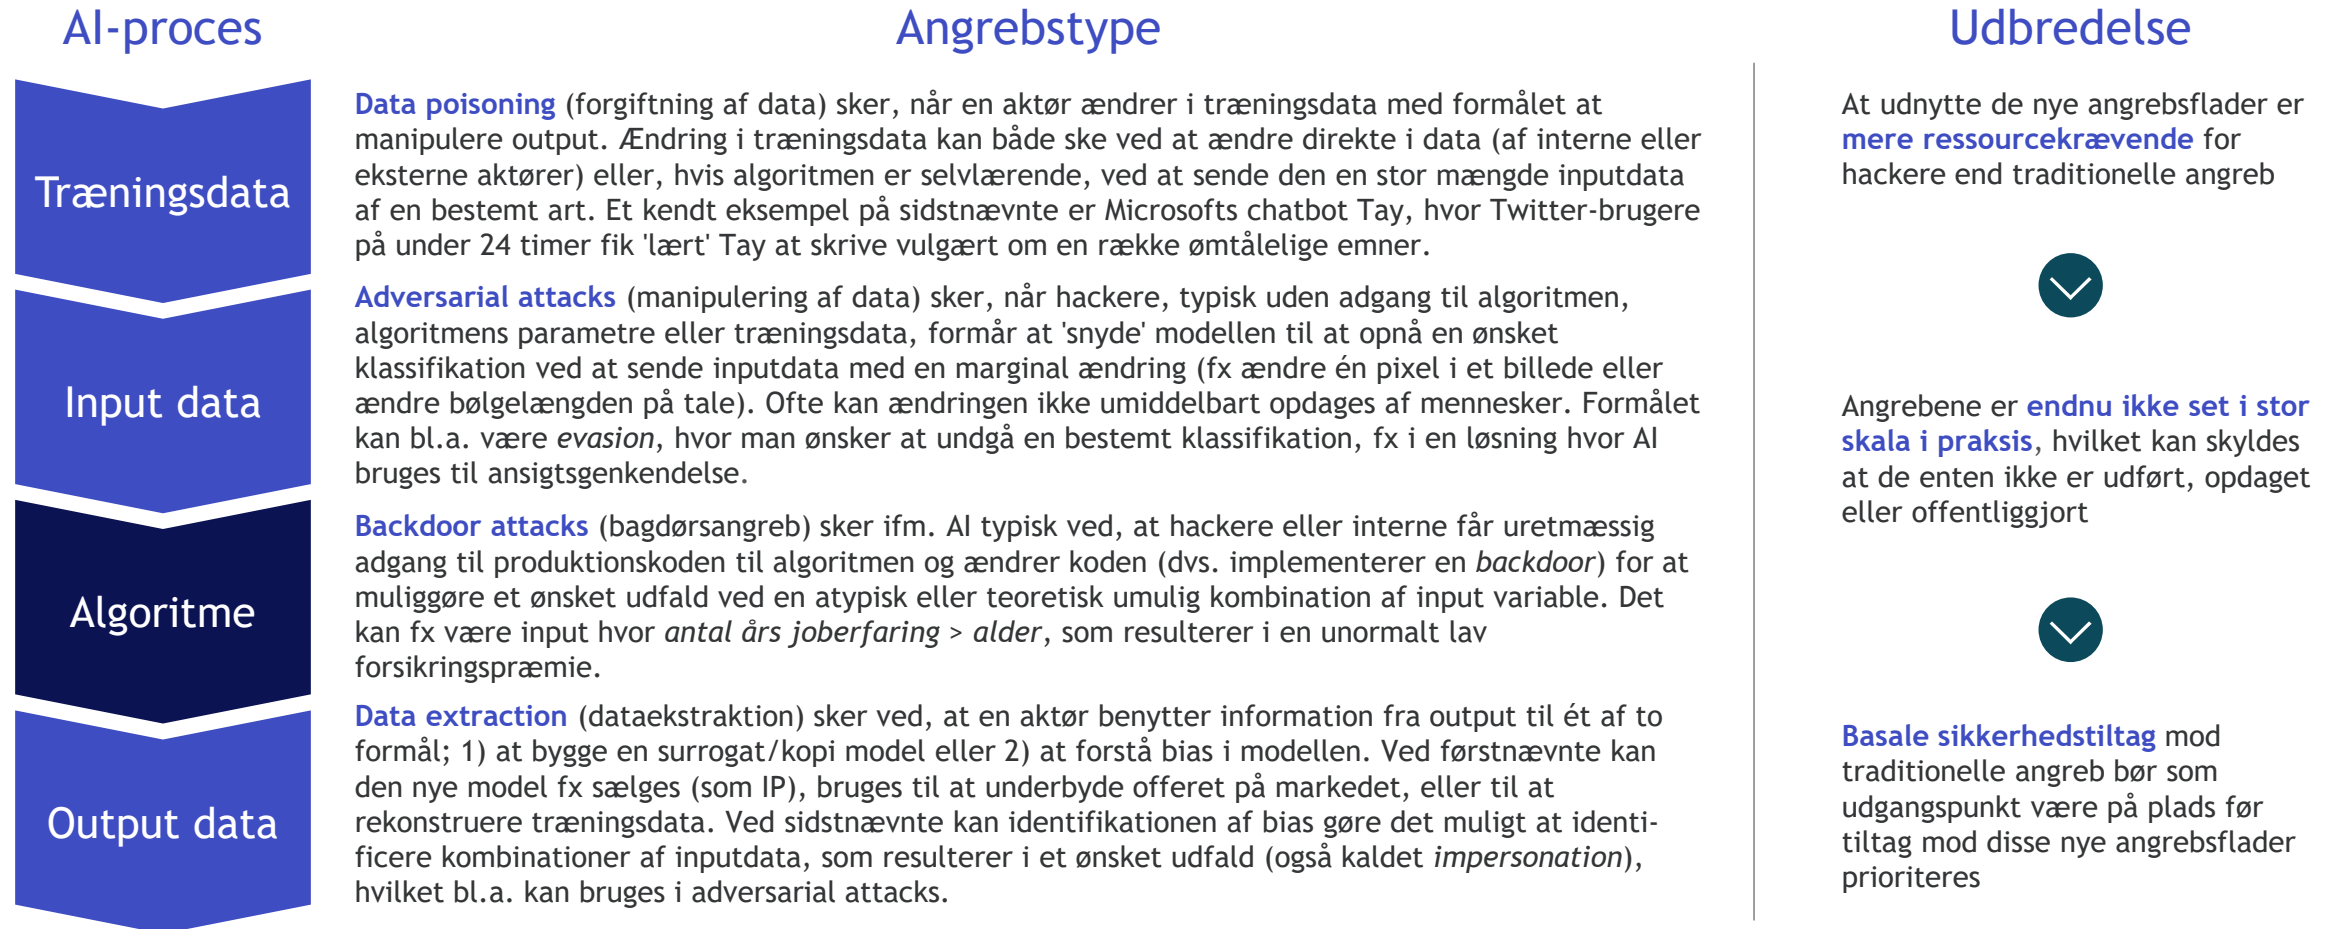 AI-proces
Angrebstype
Udbredelse
Træningsdata
Data poisoning (forgiftning af data) sker, når en aktør ændrer i træningsdata med formålet at
manipulere output. Ændring i træningsdata kan både ske ved at ændre direkte i data (af interne eller
eksterne aktører) eller, hvis algoritmen er selvlærende, ved at sende den en stor mængde inputdata
af en bestemt art. Et kendt eksempel på sidstnævnte er Microsofts chatbot Tay, hvor Twitter-brugere
på under 24 timer fik 'lært' Tay at skrive vulgært om en række ømtålelige emner.
Input data
Adversarial attacks (manipulering af data) sker, når hackere, typisk uden adgang til algoritmen,
algoritmens parametre eller træningsdata, formår at 'snyde' modellen til at opnå en ønsket
klassifikation ved at sende inputdata med en marginal ændring (fx ændre én pixel i et billede eller
ændre bølgelængden på tale). Ofte kan ændringen ikke umiddelbart opdages af mennesker. Formålet
kan bl.a. være evasion, hvor man ønsker at undgå en bestemt klassifikation, fx i en løsning hvor AI
bruges til ansigtsgenkendelse.
Algoritme
Backdoor attacks (bagdørsangreb) sker ifm. AI typisk ved, at hackere eller interne får uretmæssig
adgang til produktionskoden til algoritmen og ændrer koden (dvs. implementerer en backdoor) for at
muliggøre et ønsket udfald ved en atypisk eller teoretisk umulig kombination af input variable. Det
kan fx være input hvor antal års joberfaring > alder, som resulterer i en unormalt lav
forsikringspræmie.
Output data
Data extraction (dataekstraktion) sker ved, at en aktør benytter information fra output til ét af to
formål; 1) at bygge en surrogat/kopi model eller 2) at forstå bias i modellen. Ved førstnævnte kan
den nye model fx sælges (som IP), bruges til at underbyde offeret på markedet, eller til at
rekonstruere træningsdata. Ved sidstnævnte kan identifikationen af bias gøre det muligt at identi-
ficere kombinationer af inputdata, som resulterer i et ønsket udfald (også kaldet impersonation),
hvilket bl.a. kan bruges i adversarial attacks.
At udnytte de nye angrebsflader er
mere ressourcekrævende for
hackere end traditionelle angreb
Angrebene er endnu ikke set i stor
skala i praksis, hvilket kan skyldes
at de enten ikke er udført, opdaget
eller offentliggjort
Basale sikkerhedstiltag mod
traditionelle angreb bør som
udgangspunkt være på plads før
tiltag mod disse nye angrebsflader
prioriteres